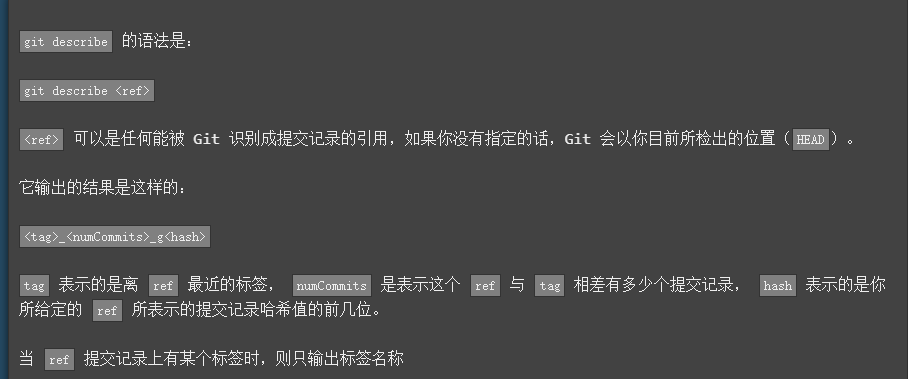 git describe 的语法是：
git describe <ref>
<ref> 可以是任何能被 Git 识别成提交记录的引用，如果你没有指定的话，Git 会以你目前所检出的位置（HEAD）。
它输出的结果是这样的：
<tag>_<numCommits>_g<hash>
tag 表示的是离 ref 最近的标签， numCommits 是表示这个 ref 与 tag 相差有多少个提交记录， hash 表示的是你
所给定的 ref 所表示的提交记录哈希值的前几位。
当 ref 提交记录上有某个标签时，则只输出标签名称